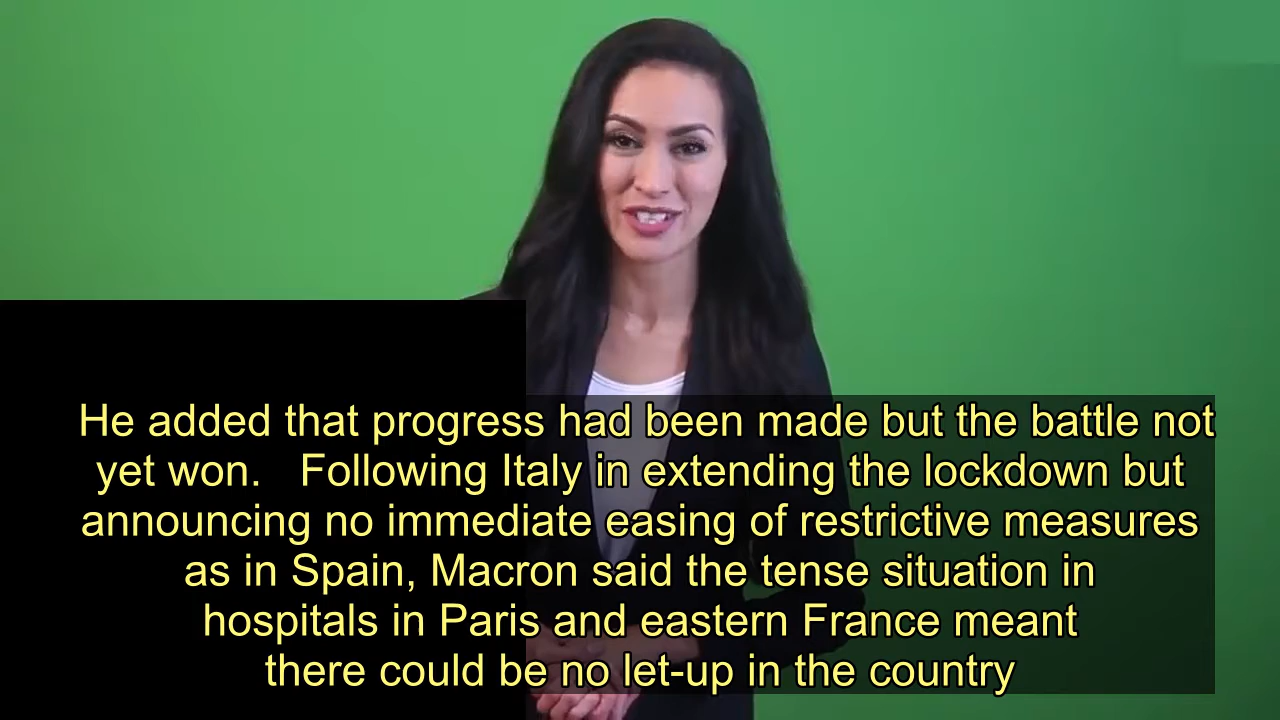 He added that progress had been made but the battle not
yet won.   Following Italy in extending the lockdown but
announcing no immediate easing of restrictive measures
as in Spain, Macron said the tense situation in
hospitals in Paris and eastern France meant
there could be no let-up in the country